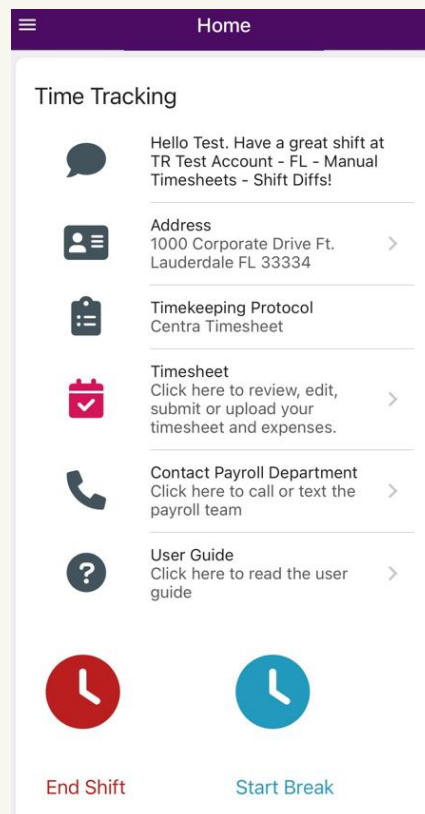 Home
Time Tracking
Hello Test. Have a great shift at
TR Test Account - FL - Manual
Timesheets - Shift Diffs!
Address
1000 Corporate Drive Ft.
Lauderdale FL 33334
Timekeeping Protocol
Centra Timesheet
Timesheet
Click here to review, edit,
submit or upload your
timesheet and expenses.
Contact Payroll Department
Click here to call or text the
payroll team
User Guide
Click here to read the user
guide
End Shift
Start Break